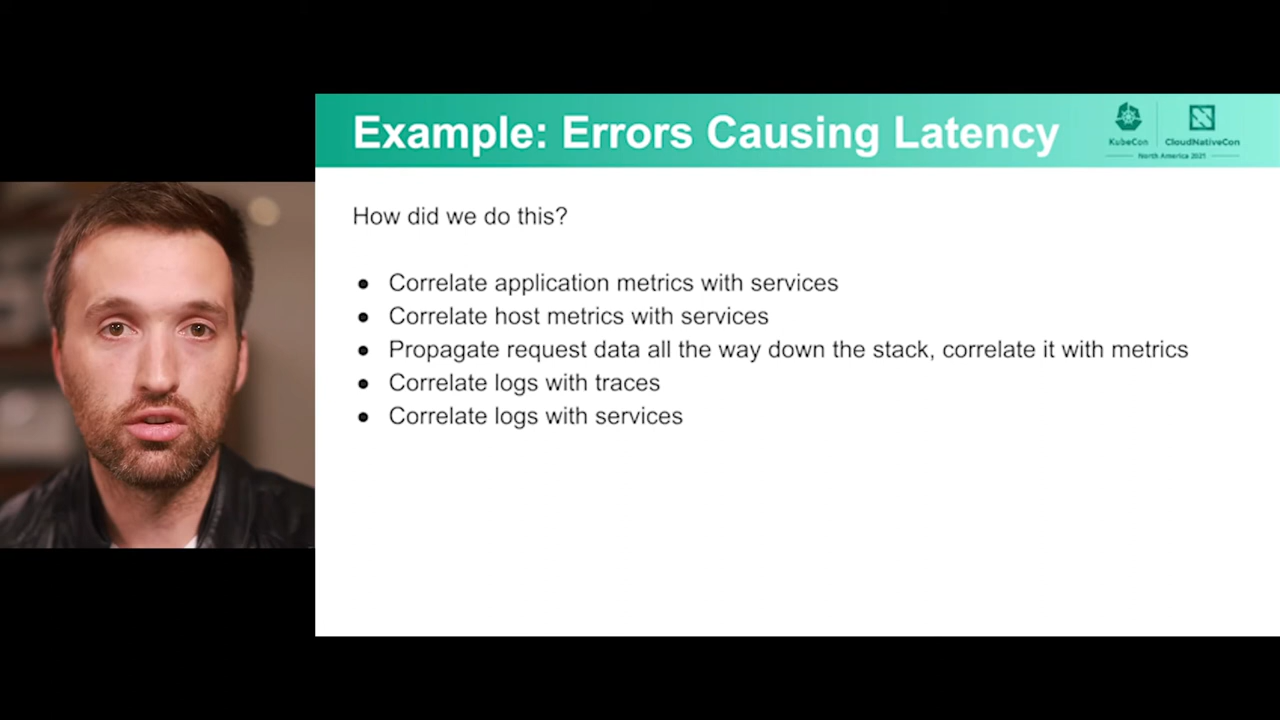 Example: Errors Causing Latency
KubeCon
CloudNativeCon
North America 2021
How did we do this?
● Correlate application metrics with services
● Correlate host metrics with services
● Propagate request data all the way down the stack, correlate it with metrics
● Correlate logs with traces
● Correlate logs with services